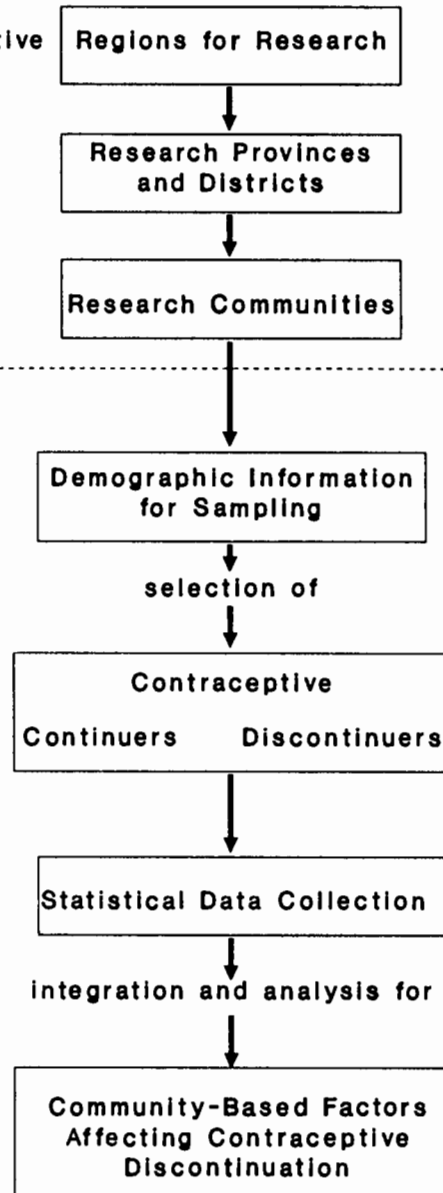 Regions for Research
Research Provinces
and Districts
Research Communities
Demographic Information
for Sampling
selection of
Contraceptive
Continuers Discontinuers
Statistical Data Collection
integration and analysis for
Community-Based Factors
Affecting Contraceptive
Discontinuation